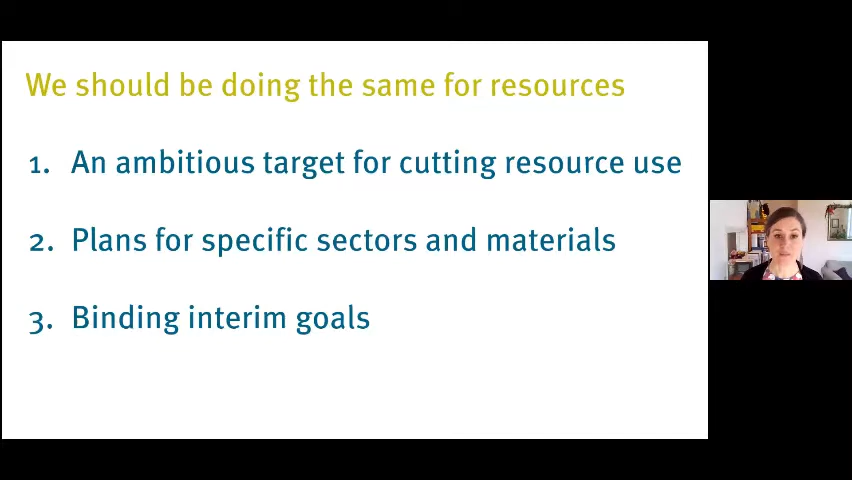 We should be doing the same for resources
1. An ambitious target for cutting resource use
2. Plans for specific sectors and materials
3. Binding interim goals